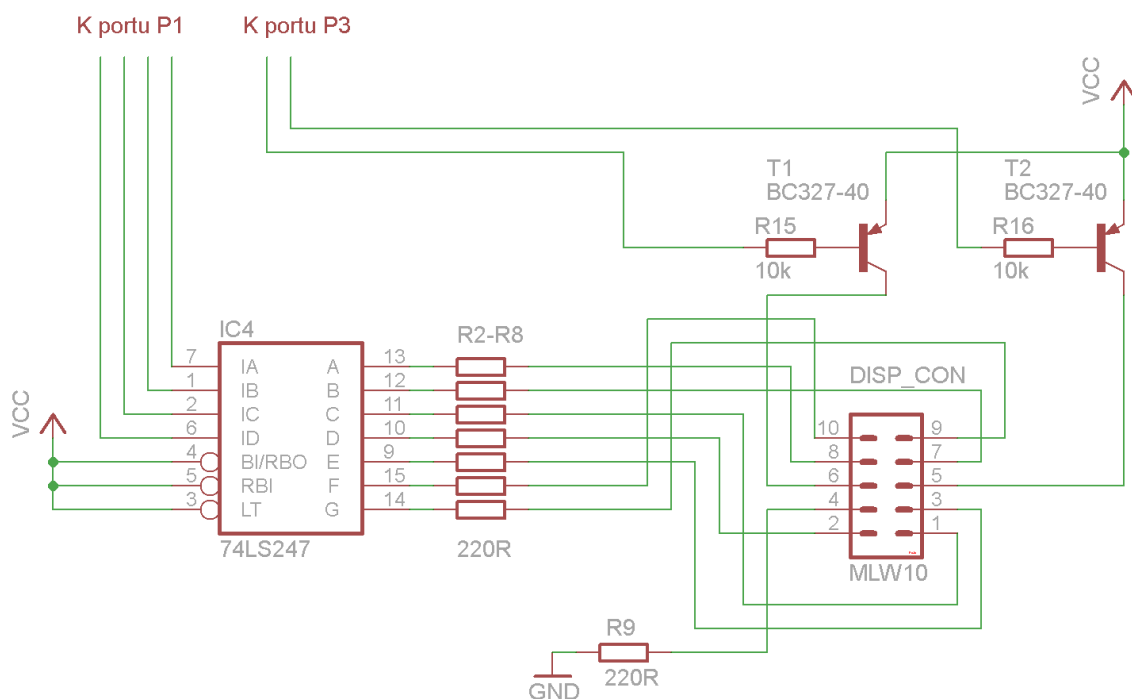 K portu P1
K portu P3
VCC
T1
BC327-40
T2
BC327-40
R15
10k
R16
10k
IC4
R2-R8
DISP_CON
VCC
7 IA A 13
1 IB B 12
2 IC C 11
6 ID D 10
4 BI/RBO E 9
5 RBI F 15
3 LT G 14
10 9
8 7
6 5
4 3
2 1
74LS247
220R
MLW10
R9
220R
GND